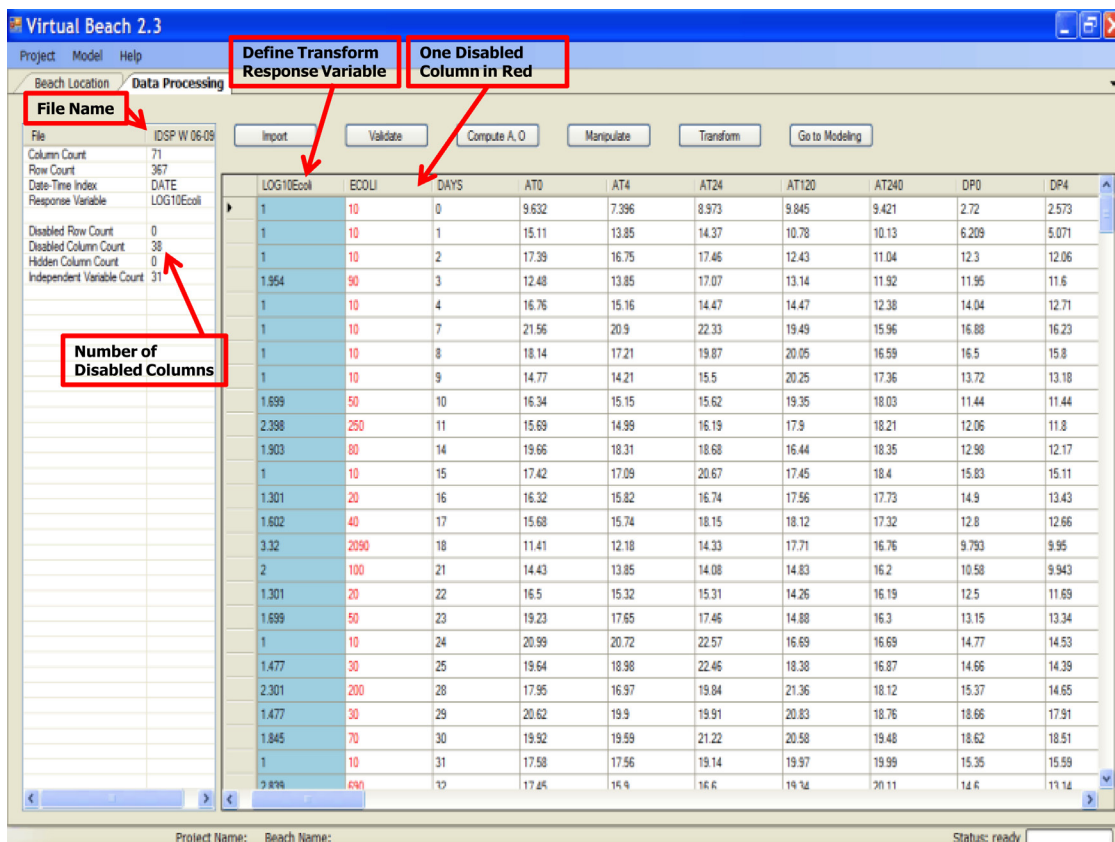 Virtual Beach 2.3
Project Model Help
Define Transform
Response Variable
One Disabled
Column in Red
Beach Location Data Processing
File Name
File IDSP W 06-09
Column Count 71
Row Count 367
Date-Time Index DATE
Response Variable LOG10Ecoli
Disabled Row Count 0
Disabled Column Count 38
Hidden Column Count 0
Independent Variable Count 31
Number of
Disabled Columns
Import Validate Compute A, O Manipulate Transform Go to Modeling
LOG10Ecoli ECOLI DAYS AT0 AT4 AT24 AT120 AT240 DP0 DP4
1 10 0 9.632 7.396 8.973 9.845 9.421 2.72 2.573
1 10 1 15.11 13.85 14.37 10.78 10.13 6.209 5.071
1 10 2 17.39 16.75 17.46 12.43 11.04 12.3 12.06
1.954 90 3 12.48 13.85 17.07 13.14 11.92 11.95 11.6
1 10 4 16.76 15.16 14.47 14.47 12.38 14.04 12.71
1 10 7 21.56 20.9 22.33 19.49 15.96 16.88 16.23
1 10 8 18.14 17.21 19.87 20.05 16.59 16.5 15.8
1 10 9 14.77 14.21 15.5 20.25 17.36 13.72 13.18
1.699 50 10 16.34 15.15 15.62 19.35 18.03 11.44 11.44
2.398 250 11 15.69 14.99 16.19 17.9 18.21 12.06 11.8
1.903 80 14 19.66 18.31 18.68 16.44 18.35 12.98 12.17
1 10 15 17.42 17.09 20.67 17.45 18.4 15.83 15.11
1.301 20 16 16.32 15.82 16.74 17.56 17.73 14.9 13.43
1.602 40 17 15.68 15.74 18.15 18.12 17.32 12.8 12.66
3.32 2090 18 11.41 12.18 14.33 17.71 16.76 9.793 9.95
2 100 21 14.43 13.85 14.08 14.83 16.2 10.58 9.943
1.301 20 22 16.5 15.32 15.31 14.26 16.19 12.5 11.69
1.699 50 23 19.23 17.65 17.46 14.88 16.3 13.15 13.34
1 10 24 20.99 20.72 22.57 16.69 16.69 14.77 14.53
1.477 30 25 19.64 18.98 22.46 18.38 16.87 14.66 14.39
2.301 200 28 17.95 16.97 19.84 21.36 18.12 15.37 14.65
1.477 30 29 20.62 19.9 19.91 20.83 18.76 18.66 17.91
1.845 70 30 19.92 19.59 21.22 20.58 19.48 18.62 18.51
1 10 31 17.58 17.56 19.14 19.97 19.99 15.35 15.59
2.839 690 32 17.45 15.9 16.6 19.34 20.11 14.6 13.14
Project Name: Beach Name: Status: ready